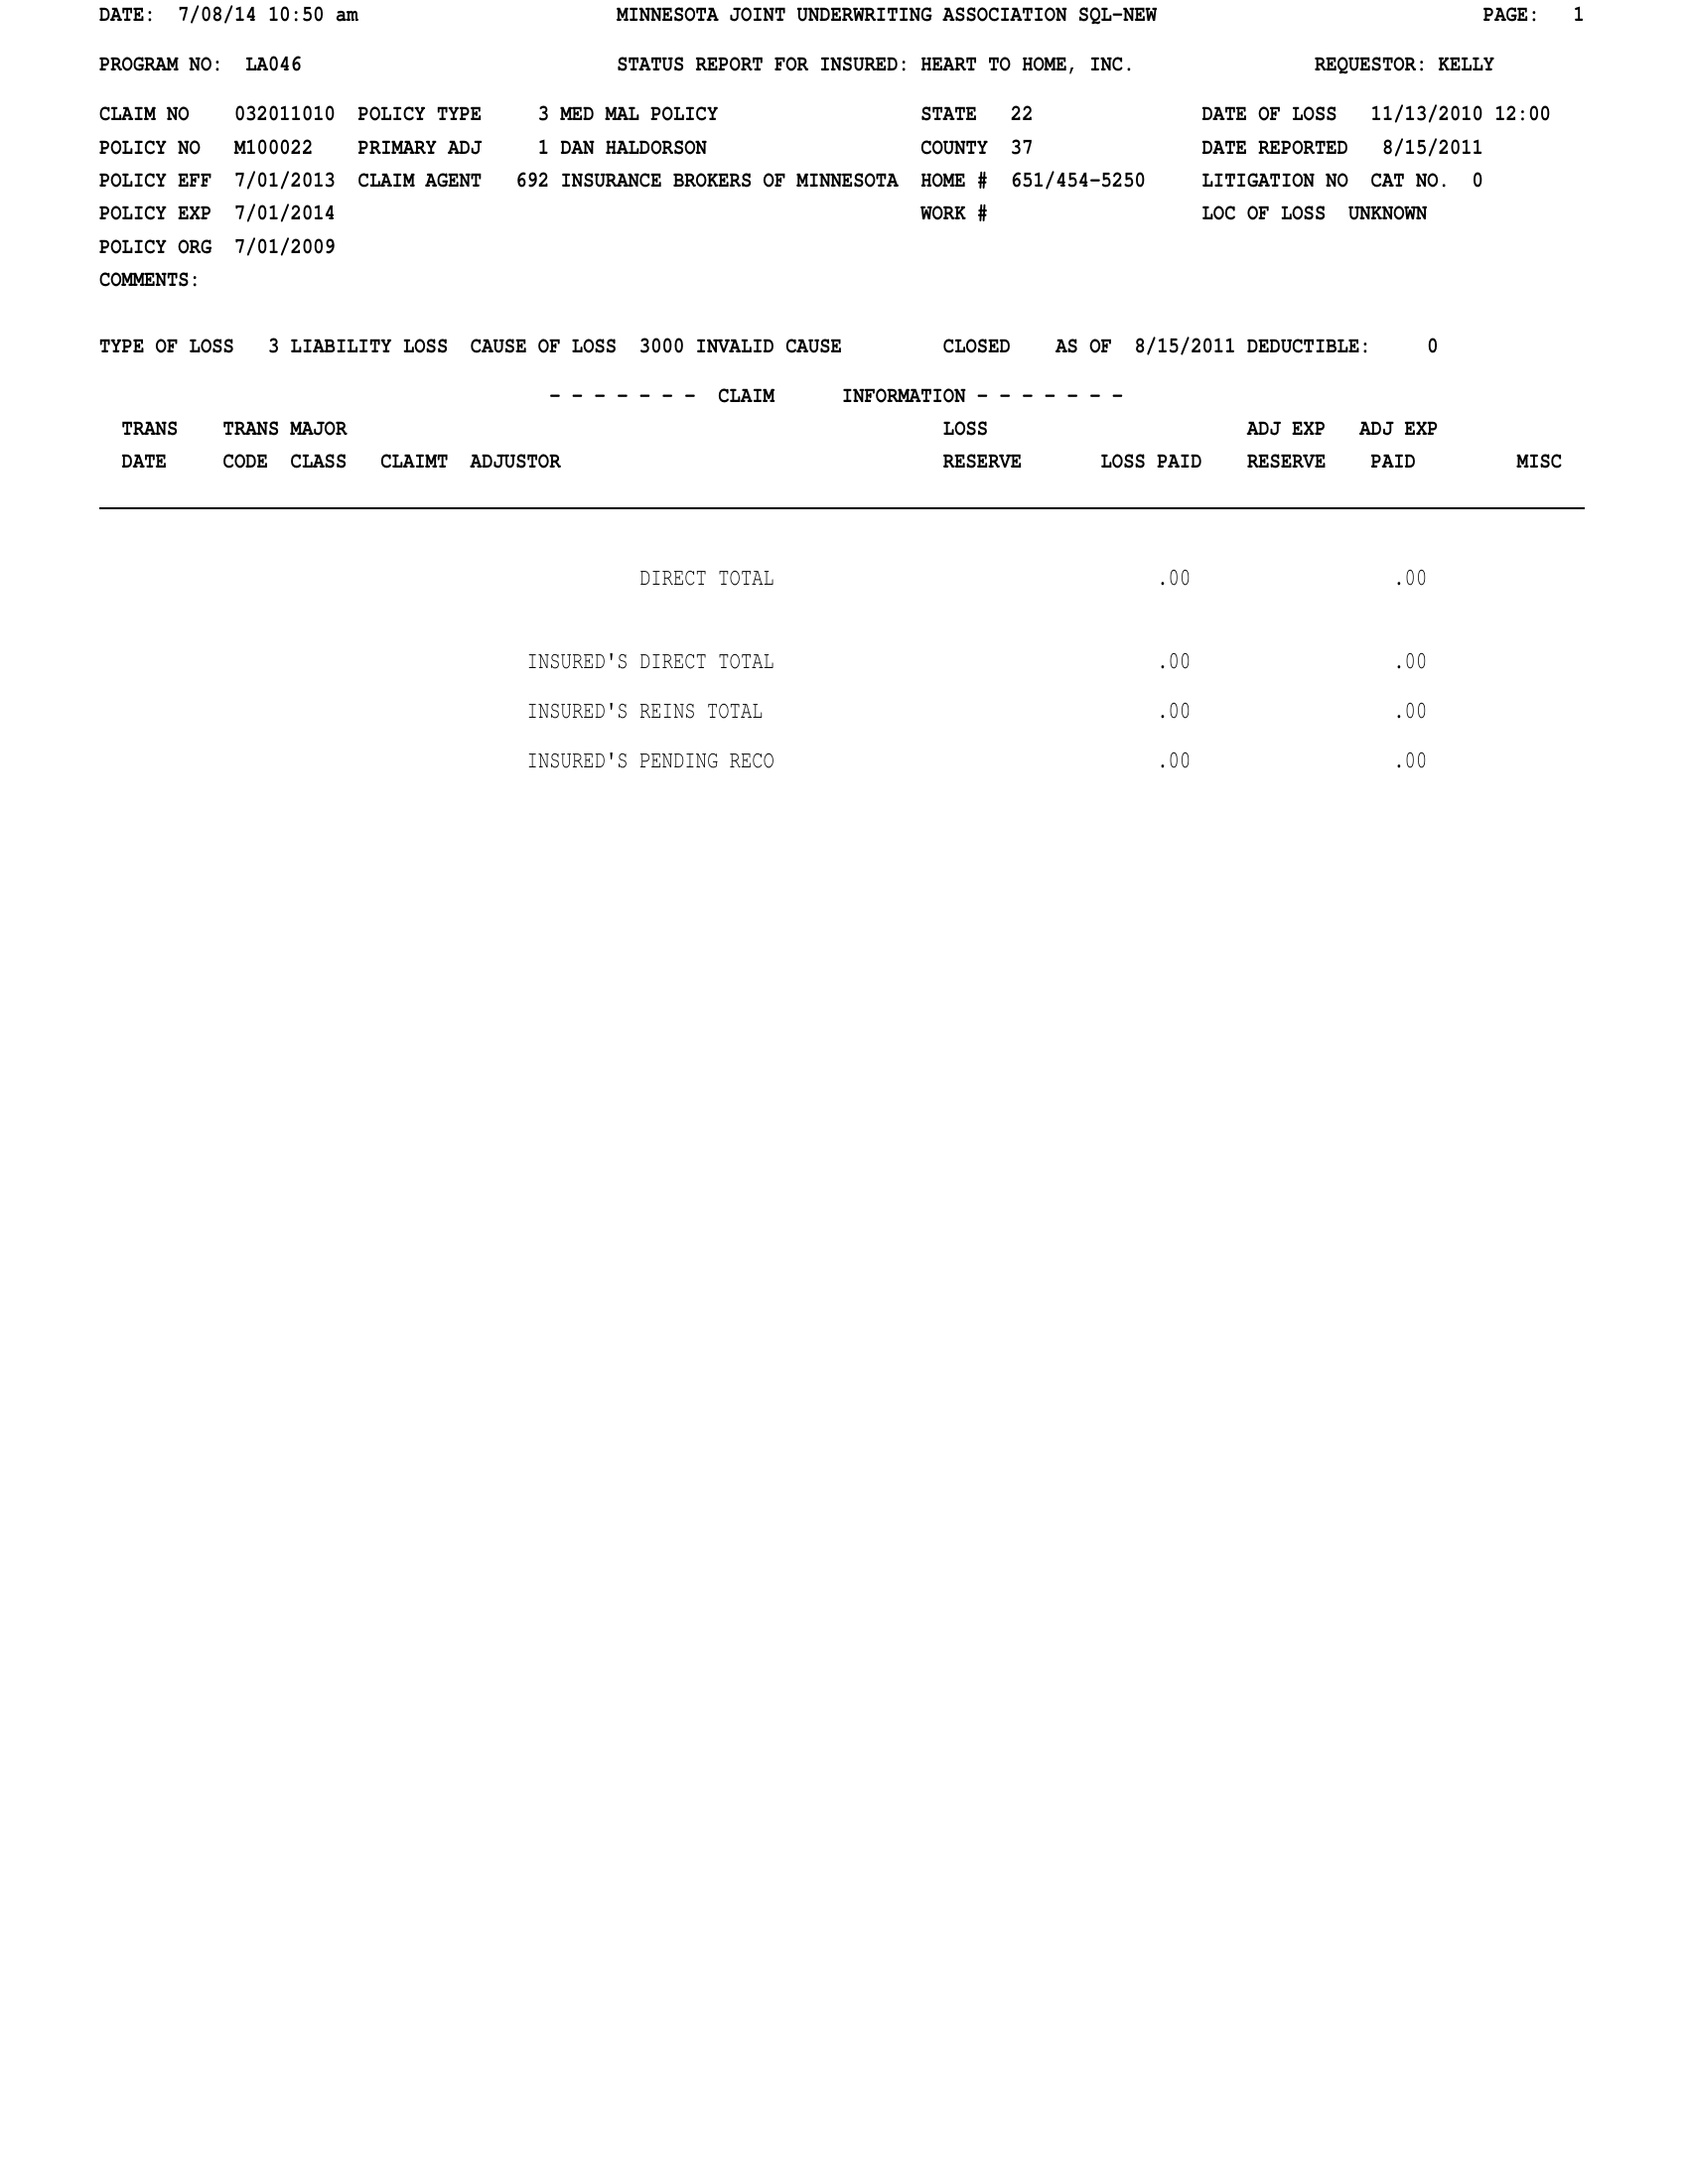 DATE: 7/08/14 10:50 am MINNESOTA JOINT UNDERWRITING ASSOCIATION SQL-NEW PAGE: 1
PROGRAM NO: LA046 STATUS REPORT FOR INSURED: HEART TO HOME, INC. REQUESTOR: KELLY
CLAIM NO 032011010 POLICY TYPE 3 MED MAL POLICY STATE 22 DATE OF LOSS 11/13/2010 12:00
POLICY NO M100022 PRIMARY ADJ 1 DAN HALDORSON COUNTY 37 DATE REPORTED 8/15/2011
POLICY EFF 7/01/2013 CLAIM AGENT 692 INSURANCE BROKERS OF MINNESOTA HOME # 651/454-5250 LITIGATION NO CAT NO. 0
POLICY EXP 7/01/2014 WORK # LOC OF LOSS UNKNOWN
POLICY ORG 7/01/2009
COMMENTS:
TYPE OF LOSS 3 LIABILITY LOSS CAUSE OF LOSS 3000 INVALID CAUSE CLOSED AS OF 8/15/2011 DEDUCTIBLE: 0
- - - - - - - CLAIM INFORMATION - - - - - - -
TRANS TRANS MAJOR LOSS ADJ EXP ADJ EXP
DATE CODE CLASS CLAIMT ADJUSTOR RESERVE LOSS PAID RESERVE PAID MISC
DIRECT TOTAL .00 .00
INSURED'S DIRECT TOTAL .00 .00
INSURED'S REINS TOTAL .00 .00
INSURED'S PENDING RECO .00 .00